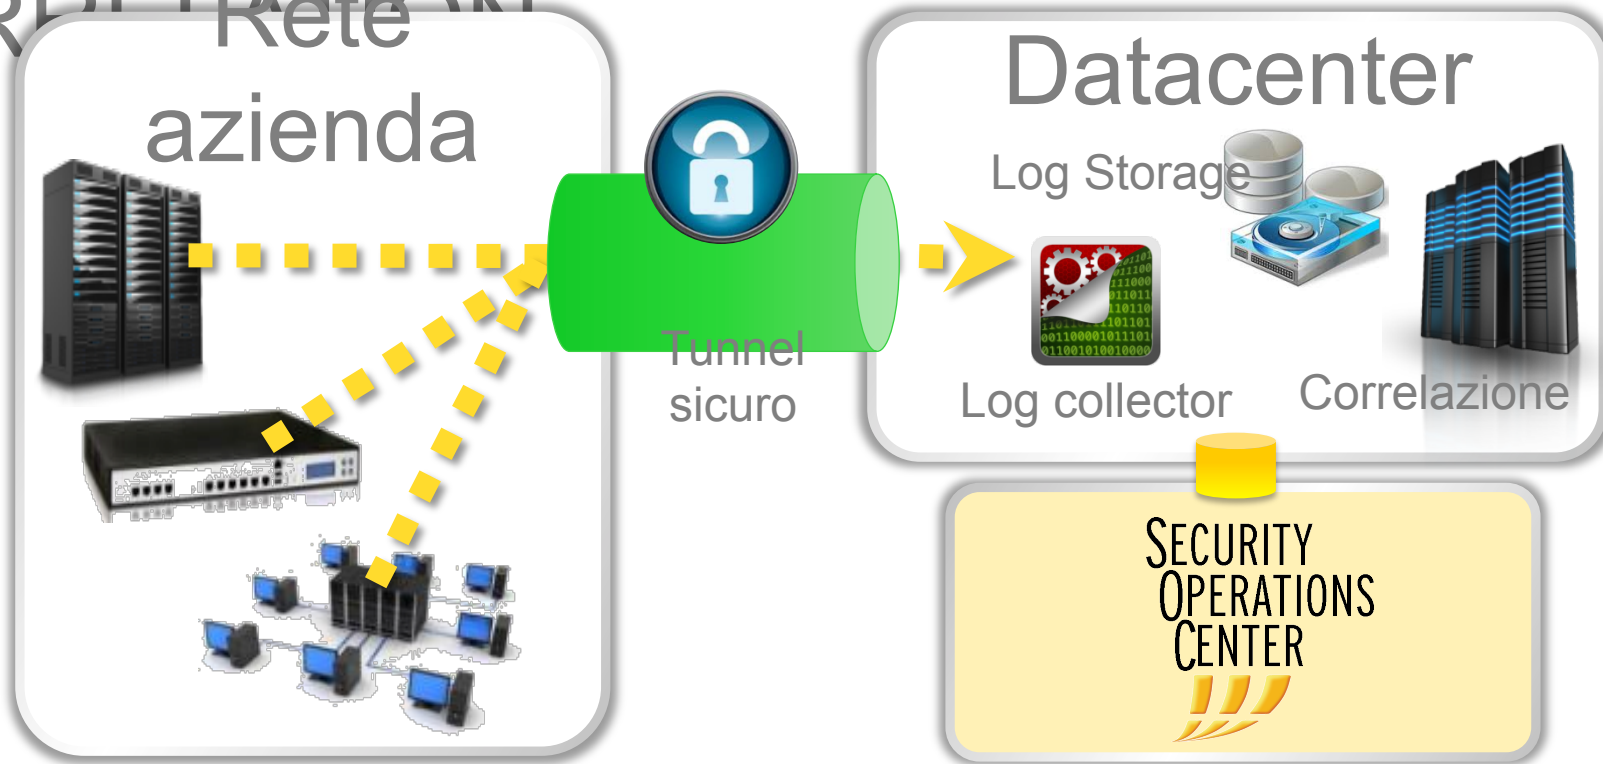 Rete
azienda
Tunnel
sicuro
Datacenter
Log Storage
Log collector
Correlazione
SECURITY
OPERATIONS
CENTER